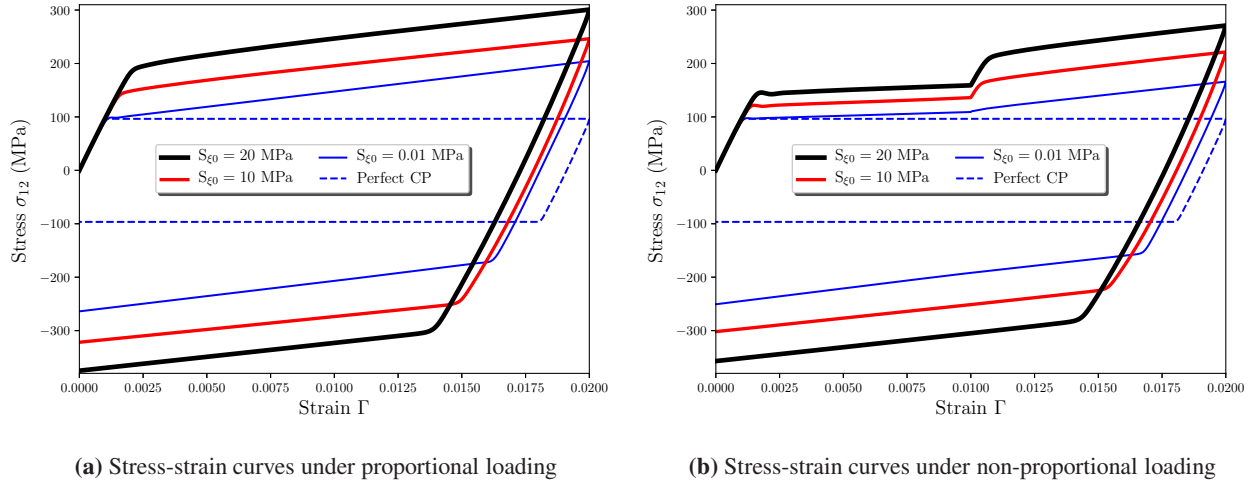 300
200
100
0
−100
−200
−300
Stress σ12 (MPa)
Sξ0 = 20 MPa
Sξ0 = 10 MPa
Sξ0 = 0.01 MPa
Perfect CP
0.0000
0.0025
0.0050
0.0075
0.0100
0.0125
0.0150
0.0175
0.0200
Strain Γ
(a) Stress-strain curves under proportional loading
300
200
100
0
−100
−200
−300
Stress σ12 (MPa)
Sξ0 = 20 MPa
Sξ0 = 10 MPa
Sξ0 = 0.01 MPa
Perfect CP
0.0000
0.0025
0.0050
0.0075
0.0100
0.0125
0.0150
0.0175
0.0200
Strain Γ
(b) Stress-strain curves under non-proportional loading